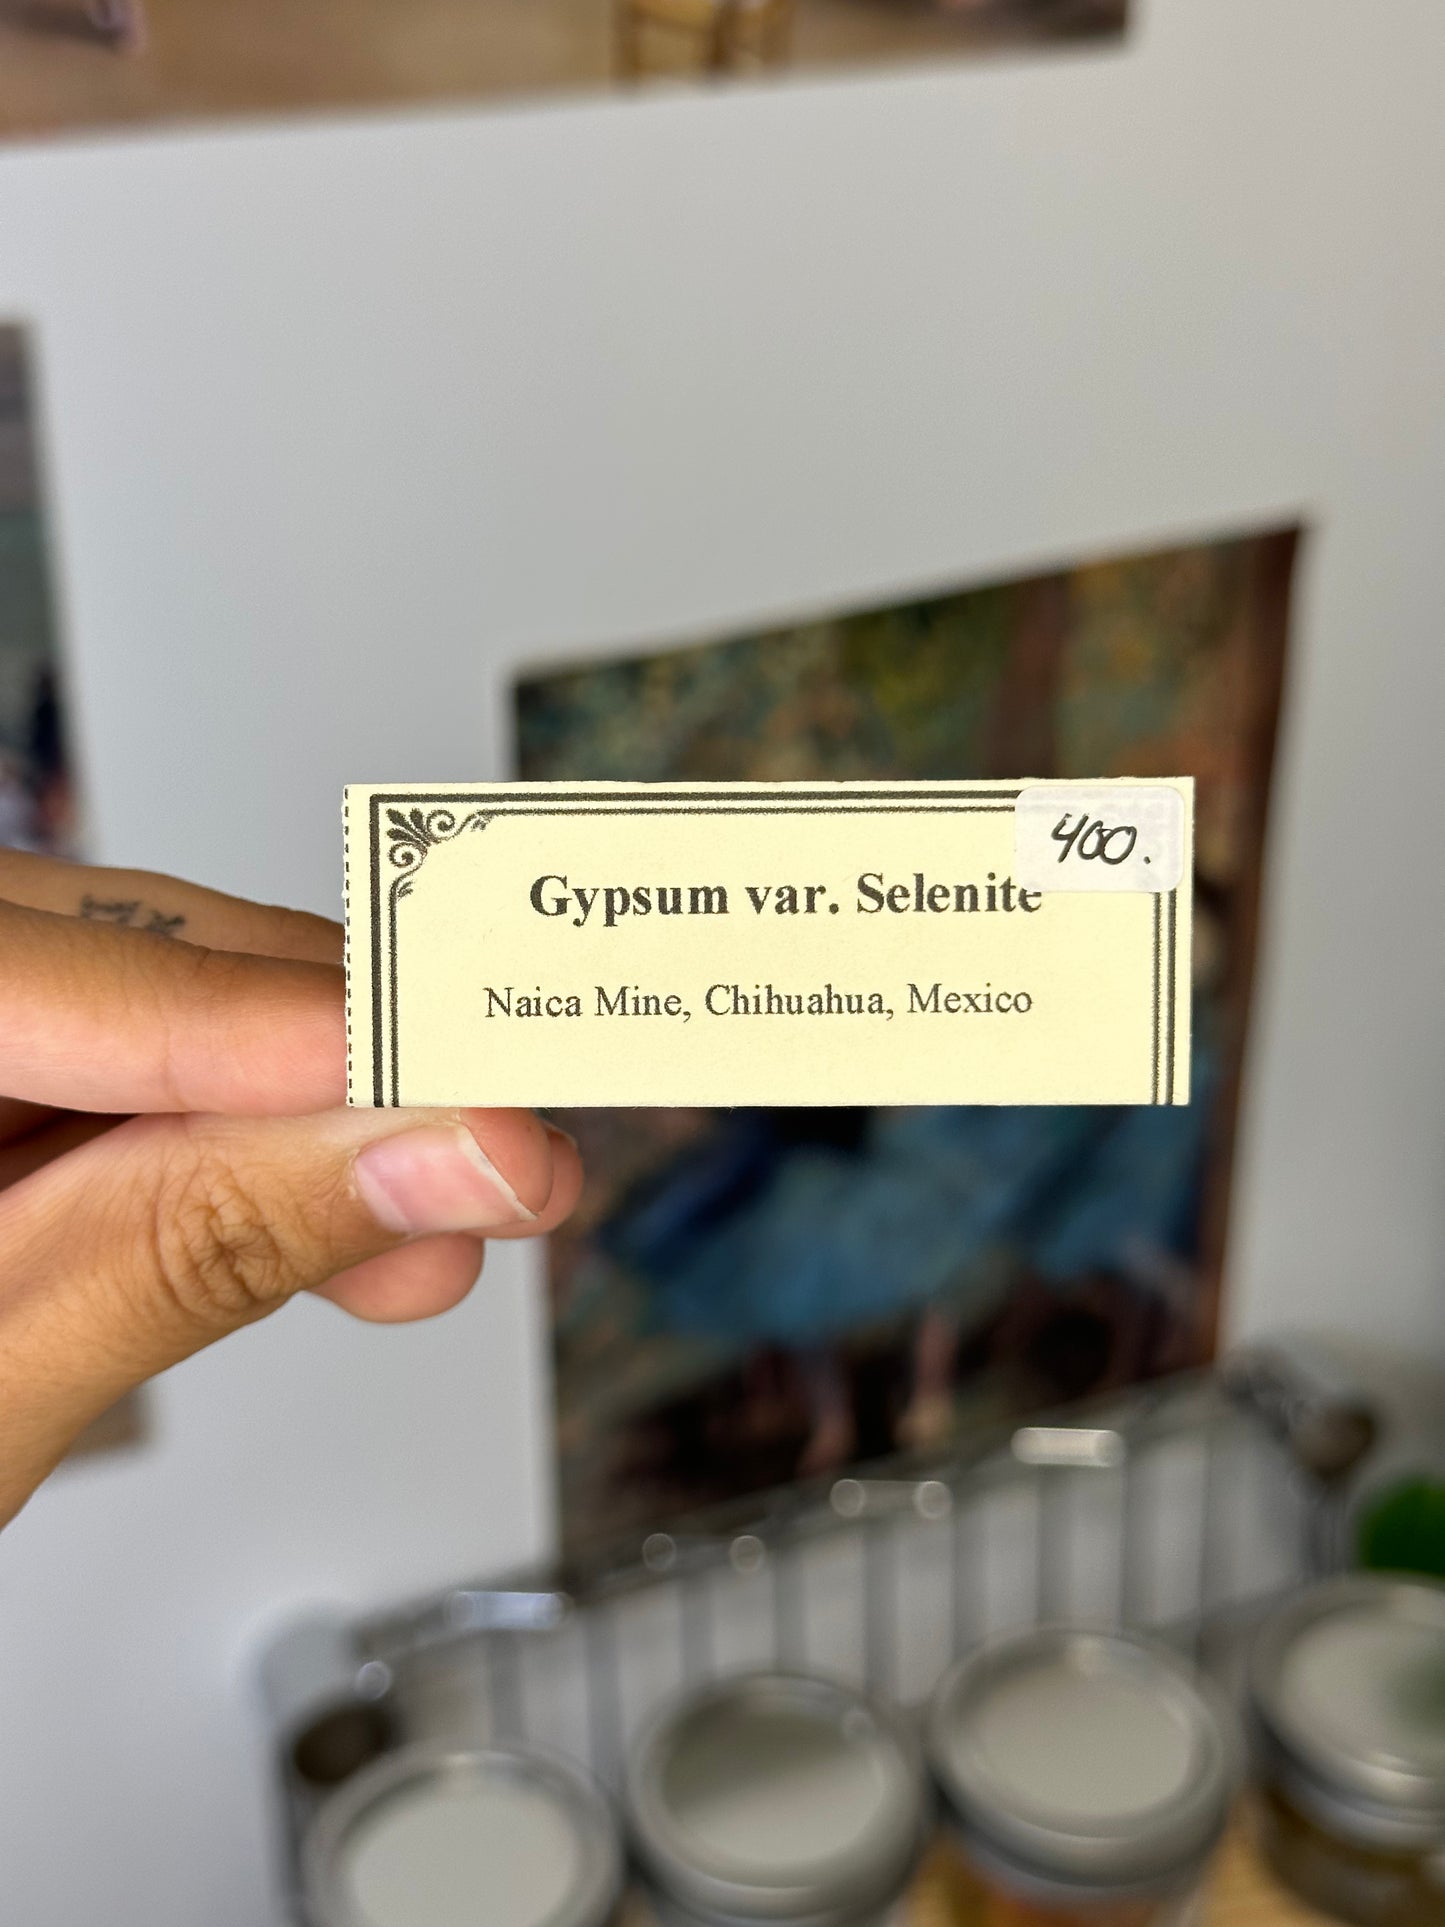 400.
Gypsum var. Selenite
Naica Mine, Chihuahua, Mexico